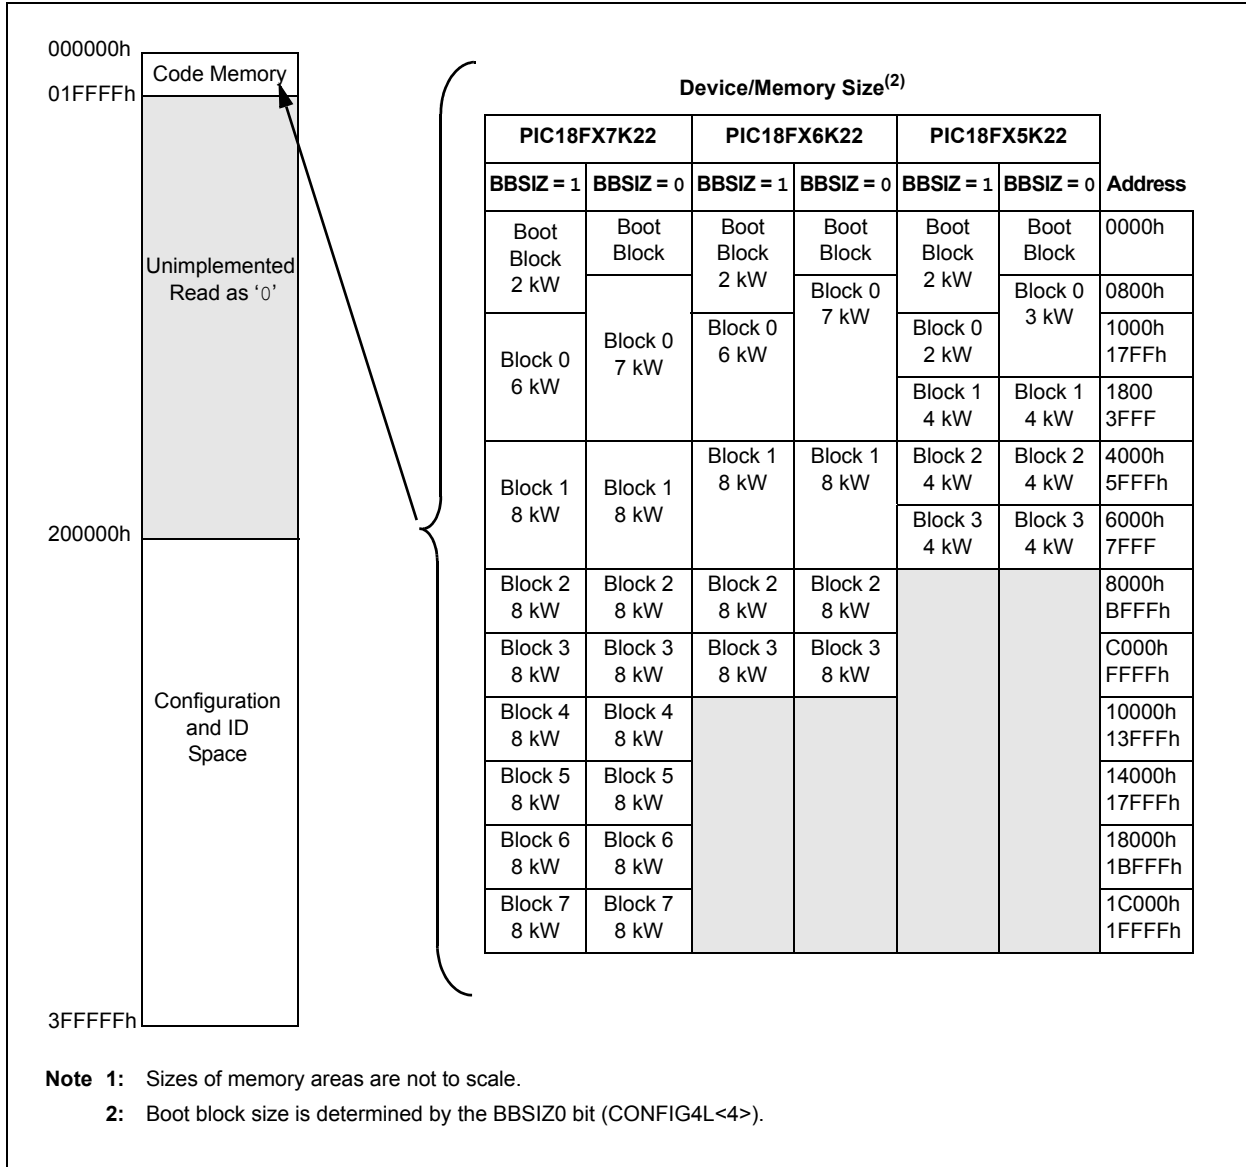 000000h
Code Memory
01FFFFh
Unimplemented
Read as ‘0’
200000h
Configuration
and ID
Space
3FFFFFh
Device/Memory Size(2)
PIC18FX7K22 PIC18FX6K22 PIC18FX5K22
BBSIZ = 1 BBSIZ = 0 BBSIZ = 1 BBSIZ = 0 BBSIZ = 1 BBSIZ = 0 Address
Boot Boot Boot Boot Boot Boot 0000h
Block Block Block Block Block Block
2 kW 2 kW Block 0 2 kW Block 0 0800h
7 kW 3 kW
Block 0 Block 0 Block 0 Block 0 1000h
6 kW 7 kW 6 kW 2 kW 17FFh
Block 1 Block 1 1800
4 kW 4 kW 3FFF
Block 1 Block 1 Block 1 Block 1 Block 2 Block 2 4000h
8 kW 8 kW 8 kW 8 kW 4 kW 4 kW 5FFFh
Block 3 Block 3 6000h
4 kW 4 kW 7FFF
Block 2 Block 2 Block 2 Block 2 8000h
8 kW 8 kW 8 kW 8 kW BFFFh
Block 3 Block 3 Block 3 Block 3 C000h
8 kW 8 kW 8 kW 8 kW FFFFh
Block 4 Block 4 10000h
8 kW 8 kW 13FFFh
Block 5 Block 5 14000h
8 kW 8 kW 17FFFh
Block 6 Block 6 18000h
8 kW 8 kW 1BFFFh
Block 7 Block 7 1C000h
8 kW 8 kW 1FFFFh
Note 1: Sizes of memory areas are not to scale.
2: Boot block size is determined by the BBSIZ0 bit (CONFIG4L<4>).